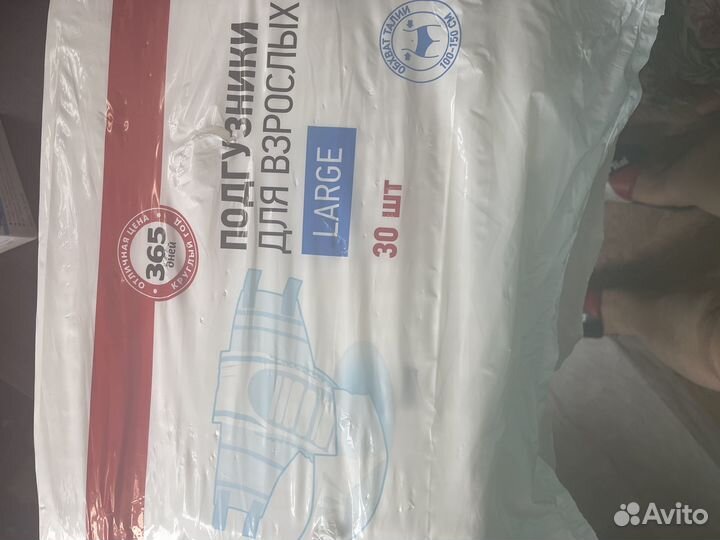 ОТЛИЧНАЯ ЦЕНА
365
дней
КРУГЛЫЙ ГОД
ПОДГУЗНИКИ
ДЛЯ ВЗРОСЛЫХ
LARGE
30 ШТ
ОБХВАТ ТАЛИИ
100-150 СМ
Avito